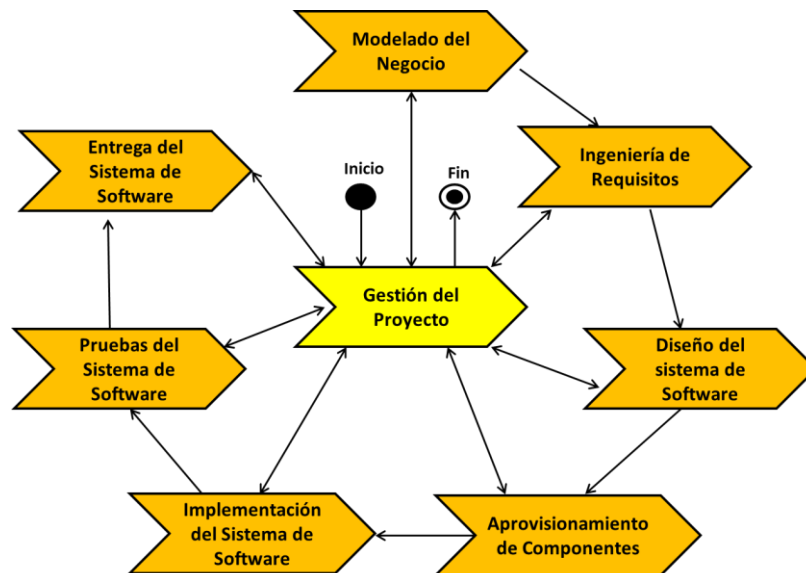 Modelado del
Negocio
Entrega del
Sistema de
Software
Inicio
Fin
Ingeniería de
Requisitos
Gestión del
Proyecto
Pruebas del
Sistema de
Software
Diseño del
sistema de
Software
Implementación
del Sistema de
Software
Aprovisionamiento
de Componentes